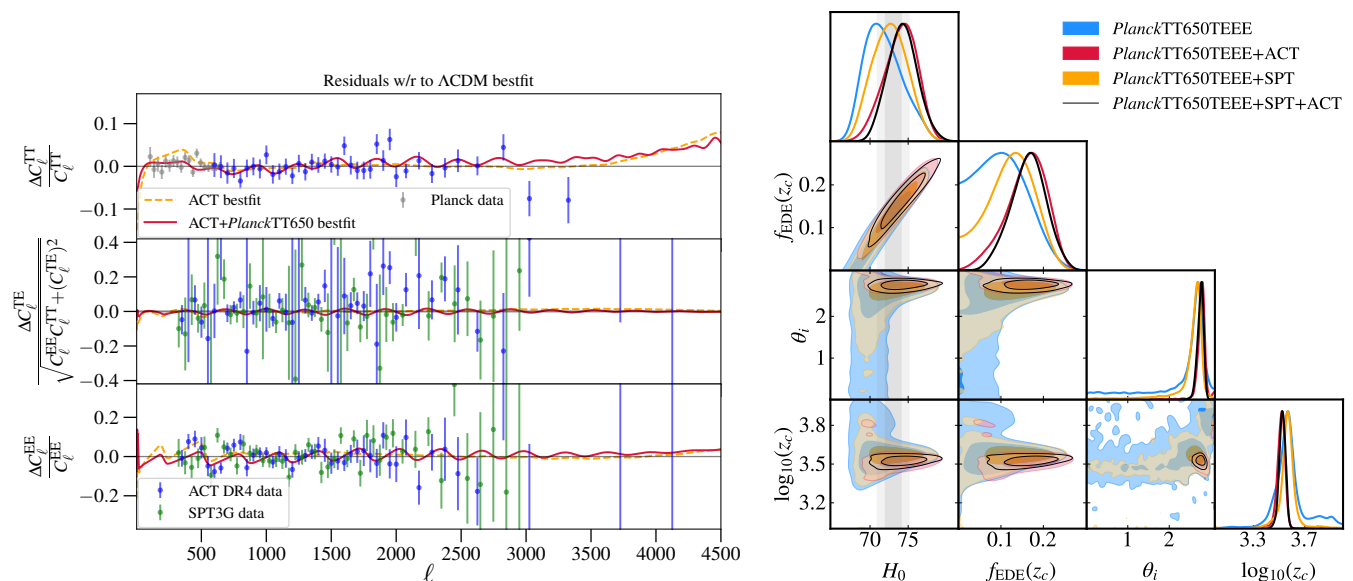 Residuals w/r to ΛCDM bestfit
ΔC_ℓ^TT / C_ℓ^TT
0.1
0.0
−0.1
ACT bestfit
ACT+PlanckTT650 bestfit
Planck data
ΔC_ℓ^TE / √(C_ℓ^EE C_ℓ^TT + (C_ℓ^TE)²)
0.4
0.2
0.0
−0.2
−0.4
ΔC_ℓ^EE / C_ℓ^EE
0.2
0.0
−0.2
ACT DR4 data
SPT3G data
500 1000 1500 2000 2500 3000 3500 4000 4500
ℓ
PlanckTT650TEEE
PlanckTT650TEEE+ACT
PlanckTT650TEEE+SPT
PlanckTT650TEEE+SPT+ACT
f_EDE(z_c)
0.2
0.1
θ_i
2
1
log₁₀(z_c)
3.8
3.5
3.2
70 75
0.1 0.2
1 2
3.3 3.7
H₀
f_EDE(z_c)
θ_i
log₁₀(z_c)